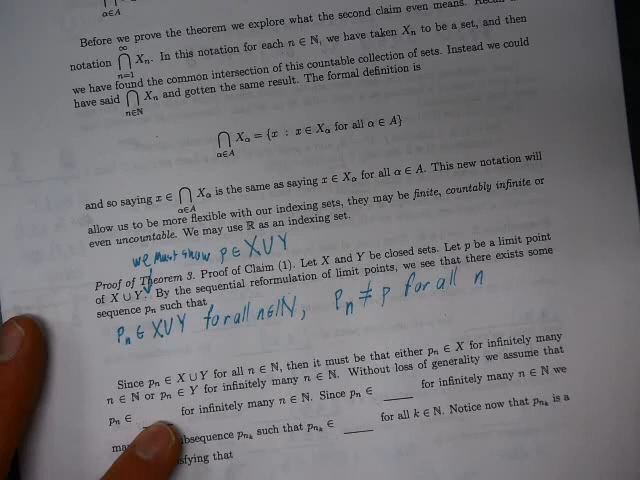 α∈A
Before we prove the theorem we explore what the second claim even means. Recall
notation ⋂_{n=1}^{∞} X_n. In this notation for each n ∈ ℕ, we have taken X_n to be a set, and then
we have found the common intersection of this countable collection of sets. Instead we could
have said ⋂_{n∈ℕ} X_n and gotten the same result. The formal definition is
⋂_{α∈A} X_α = {x : x ∈ X_α for all α ∈ A}
and so saying x ∈ ⋂_{α∈A} X_α is the same as saying x ∈ X_α for all α ∈ A. This new notation will
allow us to be more flexible with our indexing sets, they may be finite, countably infinite or
even uncountable. We may use ℝ as an indexing set.
we must show p ∈ X∪Y
Proof of Theorem 3. Proof of Claim (1). Let X and Y be closed sets. Let p be a limit point
of X ∪ Y. By the sequential reformulation of limit points, we see that there exists some
sequence p_n such that
P_n ∈ X∪Y for all n∈ℕ, P_n ≠ p for all n
Since p_n ∈ X ∪ Y for all n ∈ ℕ, then it must be that either p_n ∈ X for infinitely many
n ∈ ℕ or p_n ∈ Y for infinitely many n ∈ ℕ. Without loss of generality we assume that
p_n ∈ ____ for infinitely many n ∈ ℕ. Since p_n ∈ ____ for infinitely many n ∈ ℕ we
subsequence p_{n_k} such that p_{n_k} ∈ ____ for all k ∈ ℕ. Notice now that p_{n_k} is a
that